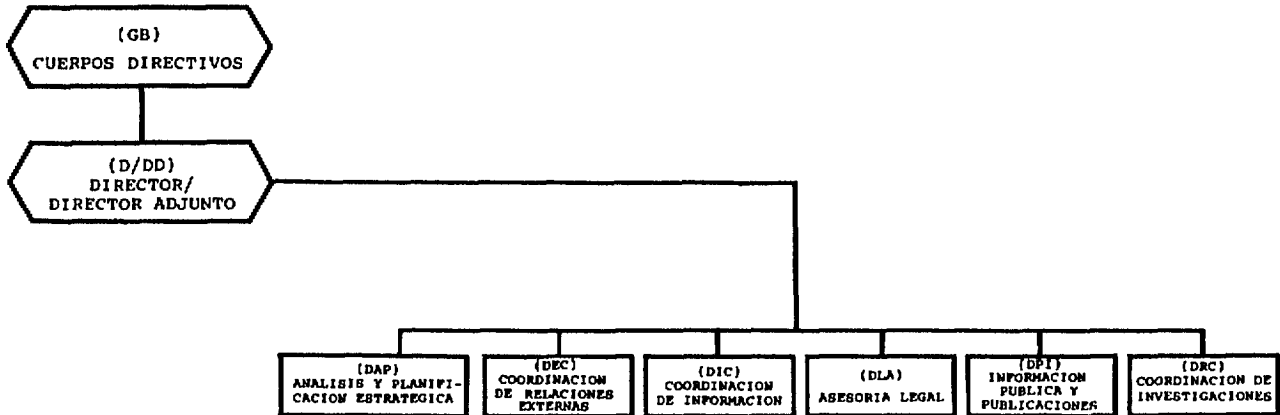 (GB)
CUERPOS DIRECTIVOS
(D/DD)
DIRECTOR/
DIRECTOR ADJUNTO
(DAP)
ANALISIS Y PLANIFI-
CACION ESTRATEGICA
(DEC)
COORDINACION
DE RELACIONES
EXTERNAS
(DIC)
COORDINACION
DE INFORMACION
(DLA)
ASESORIA LEGAL
(DPI)
INFORMACION
PUBLICA Y
PUBLICACIONES
(DRC)
COORDINACION DE
INVESTIGACIONES